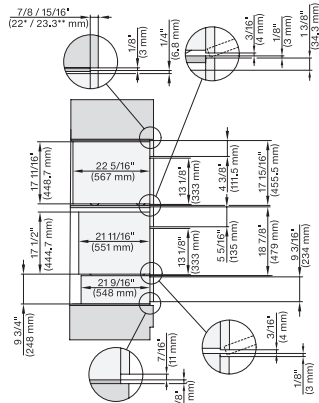 7/8 / 15/16"
(22* / 23.3** mm)
1/8"
(3 mm)
1/4"
(6.8 mm)
3/16"
(4 mm)
1/8"
(3 mm)
1 3/8"
(34.3 mm)
17 11/16"
(448.7 mm)
22 5/16"
(567 mm)
13 1/8"
(333 mm)
4 3/8"
(111.5 mm)
17 15/16"
(455.5 mm)
17 1/2"
(444.7 mm)
21 11/16"
(551 mm)
13 1/8"
(333 mm)
5 5/16"
(135 mm)
18 7/8"
(479 mm)
9 3/16"
(234 mm)
21 9/16"
(548 mm)
9 3/4"
(248 mm)
7/16"
(11 mm)
3/16"
(4 mm)
1/8"
(3 mm)
/8"
mm)